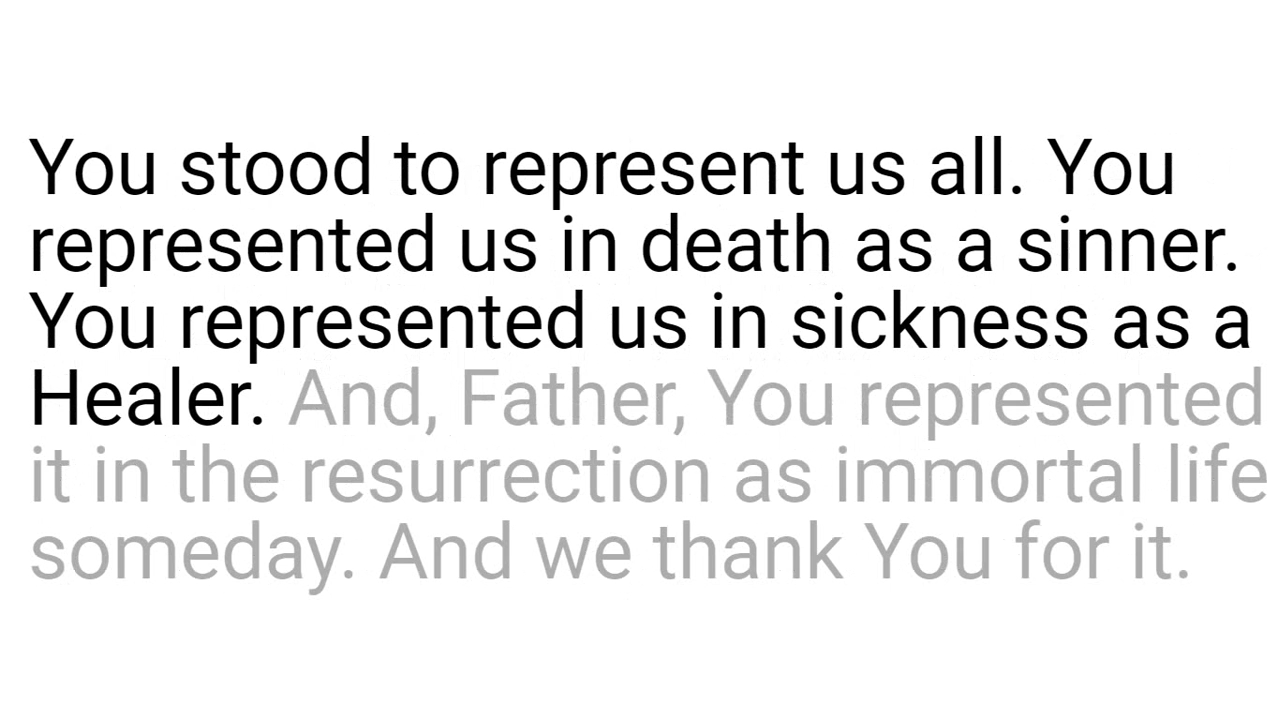 You stood to represent us all. You
represented us in death as a sinner.
You represented us in sickness as a
Healer. And, Father, You represented
it in the resurrection as immortal life
someday. And we thank You for it.